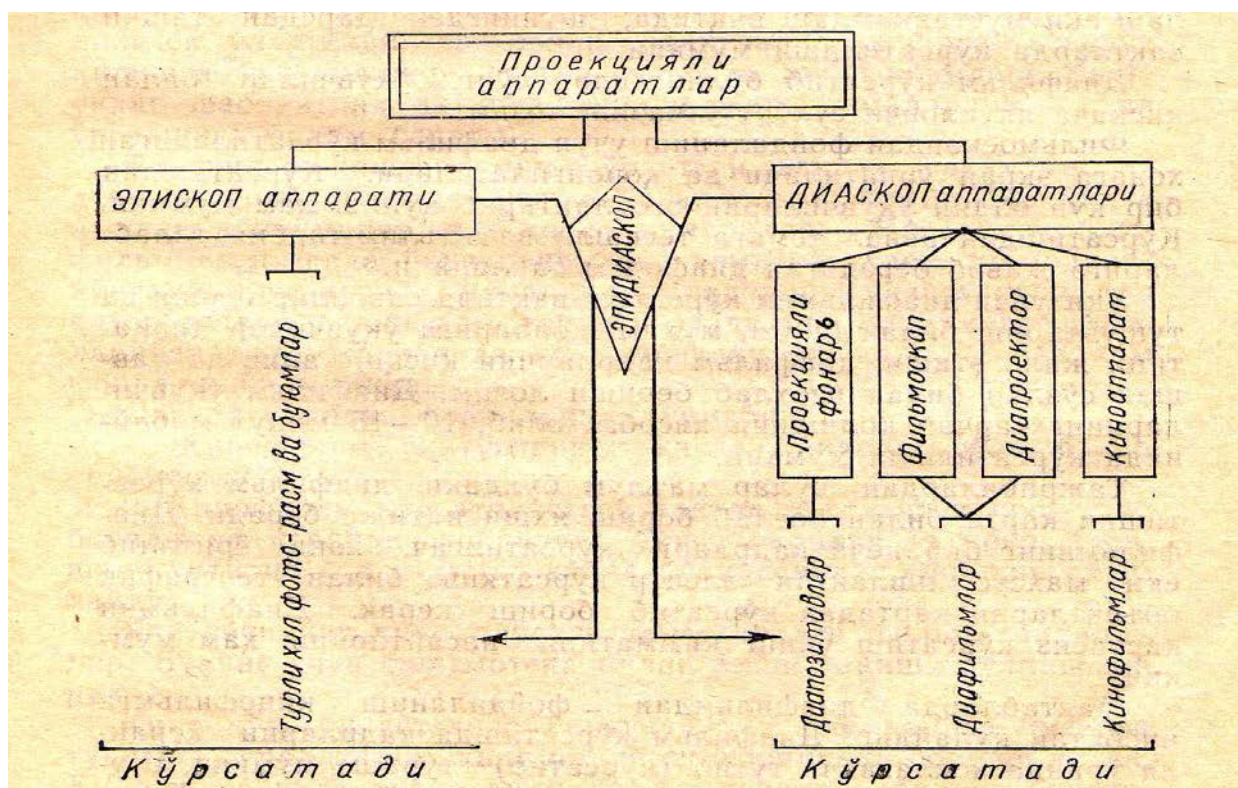 Проекцияли
аппаратлар
ЭПИСКОП аппарати
ДИАСКОП аппаратлари
ЭПИДИАСКОП
Проекцияли
фонарь
Фильмоскоп
Диапроектор
Киноаппарат
Турли хил фото-расм ва буюмлар
Диапозитивлар
Диафильмлар
Кинофильмлар
Кўрсатади
Кўрсатади